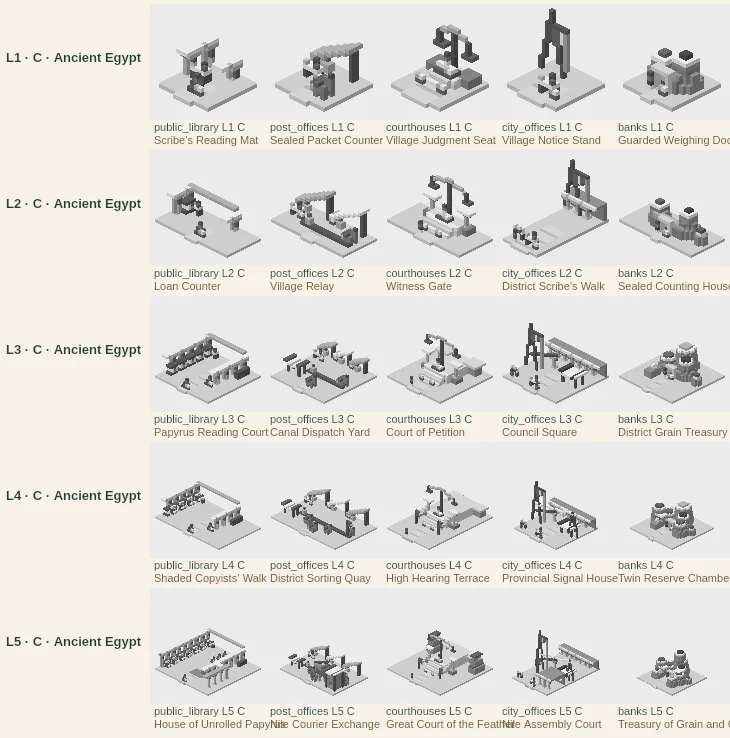 L1 · C · Ancient Egypt
public_library L1 C
Scribe's Reading Mat
post_offices L1 C
Sealed Packet Counter
courthouses L1 C
Village Judgment Seat
city_offices L1 C
Village Notice Stand
banks L1 C
Guarded Weighing Doo
L2 · C · Ancient Egypt
public_library L2 C
Loan Counter
post_offices L2 C
Village Relay
courthouses L2 C
Witness Gate
city_offices L2 C
District Scribe's Walk
banks L2 C
Sealed Counting House
L3 · C · Ancient Egypt
public_library L3 C
Papyrus Reading Court
post_offices L3 C
Canal Dispatch Yard
courthouses L3 C
Court of Petition
city_offices L3 C
Council Square
banks L3 C
District Grain Treasury
L4 · C · Ancient Egypt
public_library L4 C
Shaded Copyists' Walk
post_offices L4 C
District Sorting Quay
courthouses L4 C
High Hearing Terrace
city_offices L4 C
Provincial Signal House
banks L4 C
Twin Reserve Chambe
L5 · C · Ancient Egypt
public_library L5 C
House of Unrolled Papyrus
post_offices L5 C
Nile Courier Exchange
courthouses L5 C
Great Court of the Feather
city_offices L5 C
Nile Assembly Court
banks L5 C
Treasury of Grain and